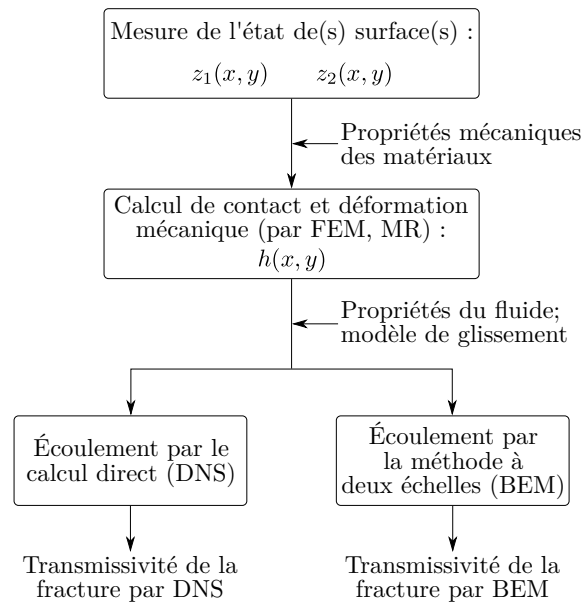 Mesure de l'état de(s) surface(s) :
z₁(x, y) z₂(x, y)
Propriétés mécaniques
des matériaux
Calcul de contact et déformation
mécanique (par FEM, MR) :
h(x, y)
Propriétés du fluide;
modèle de glissement
Écoulement par le
calcul direct (DNS)
Écoulement par
la méthode à
deux échelles (BEM)
Transmissivité de la
fracture par DNS
Transmissivité de la
fracture par BEM